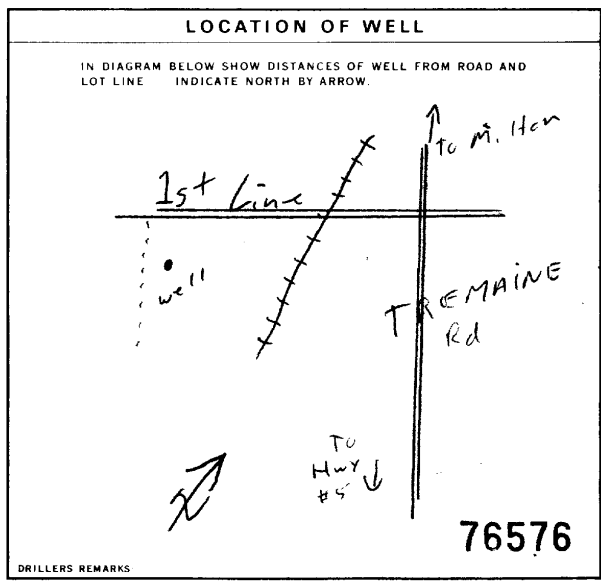 LOCATION OF WELL
IN DIAGRAM BELOW SHOW DISTANCES OF WELL FROM ROAD AND
LOT LINE INDICATE NORTH BY ARROW.
to Milton
1st Line
well
TREMAINE
Rd
To
Hwy
#5
N
76576
DRILLERS REMARKS